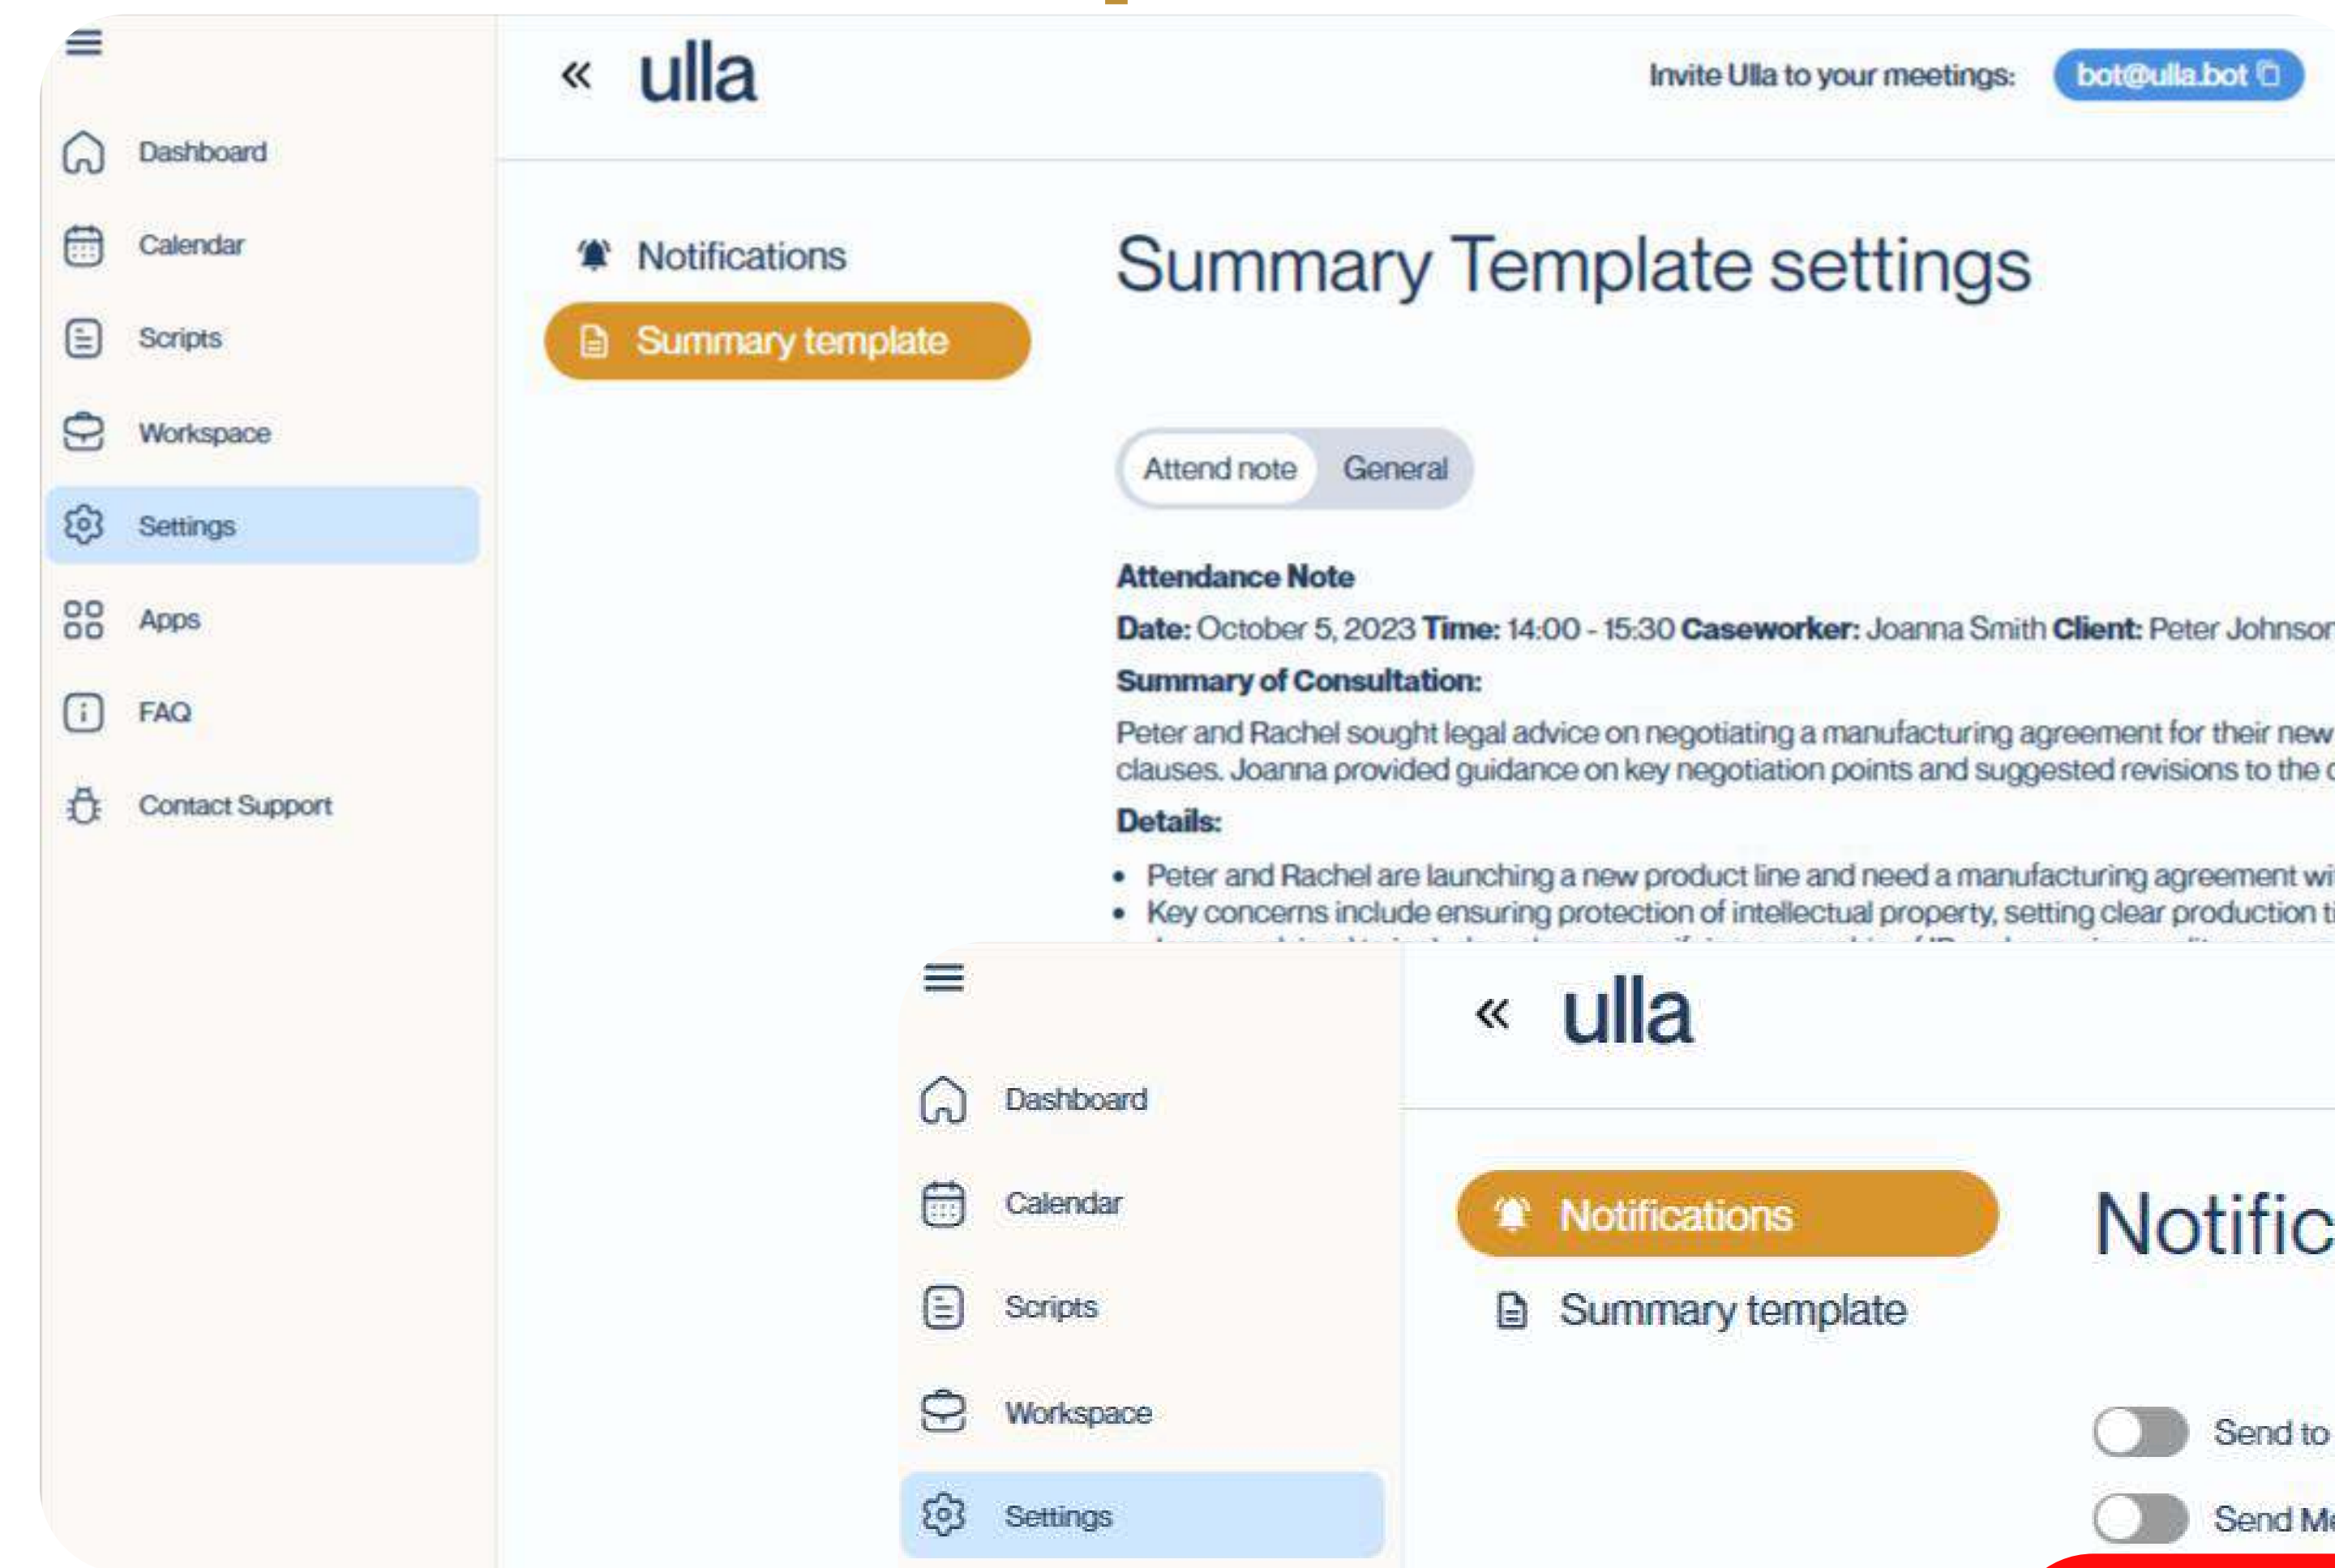 ulla
Invite Ulla to your meetings:
bot@ulla.bot
Dashboard
Calendar
Scripts
Workspace
Settings
Apps
FAQ
Contact Support
Notifications
Summary template
Summary Template settings
Attend note General
Attendance Note
Date: October 5, 2023 Time: 14:00 - 15:30 Caseworker: Joanna Smith Client: Peter Johnson
Summary of Consultation:
Peter and Rachel sought legal advice on negotiating a manufacturing agreement for their new
clauses. Joanna provided guidance on key negotiation points and suggested revisions to the
Details:
• Peter and Rachel are launching a new product line and need a manufacturing agreement
• Key concerns include ensuring protection of intellectual property, setting clear production
ulla
Dashboard
Calendar
Scripts
Workspace
Settings
Notifications
Summary template
Notific
Send to
Send Me